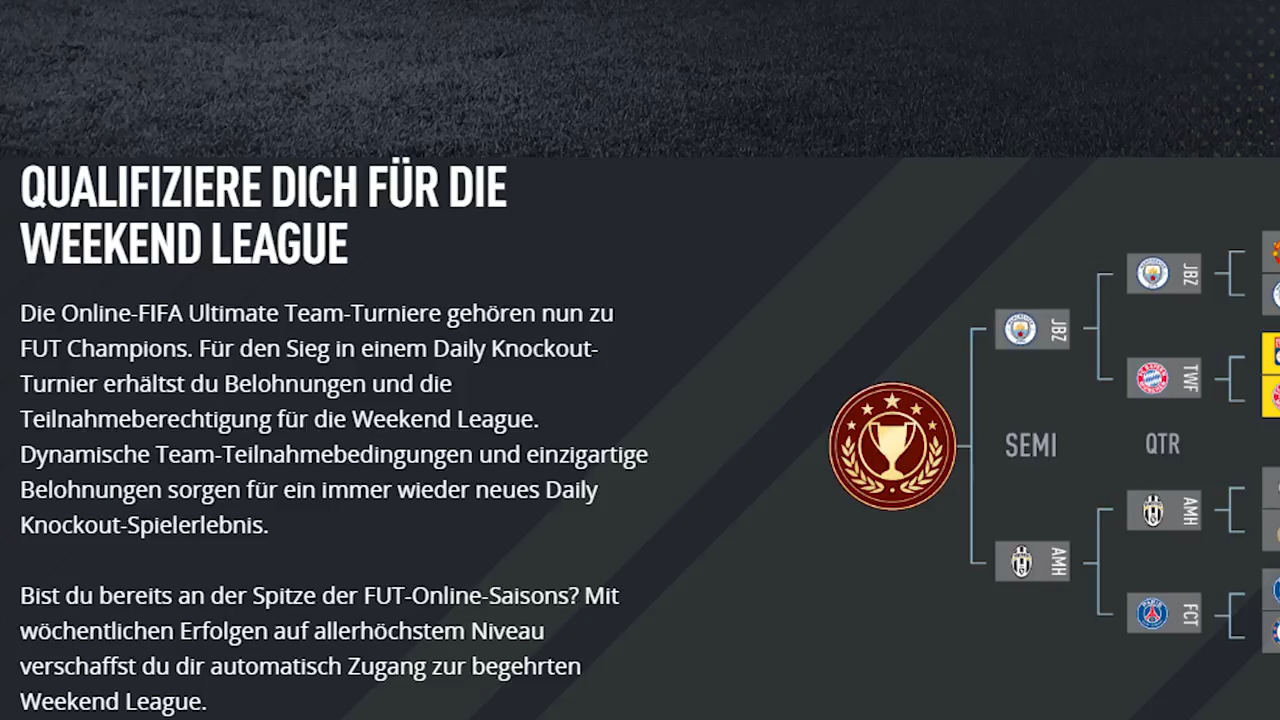 QUALIFIZIERE DICH FÜR DIE
WEEKEND LEAGUE
Die Online-FIFA Ultimate Team-Turniere gehören nun zu
FUT Champions. Für den Sieg in einem Daily Knockout-
Turnier erhältst du Belohnungen und die
Teilnahmeberechtigung für die Weekend League.
Dynamische Team-Teilnahmebedingungen und einzigartige
Belohnungen sorgen für ein immer wieder neues Daily
Knockout-Spielerlebnis.
Bist du bereits an der Spitze der FUT-Online-Saisons? Mit
wöchentlichen Erfolgen auf allerhöchstem Niveau
verschaffst du dir automatisch Zugang zur begehrten
Weekend League.
JBZ
JBZ
TWF
SEMI
QTR
AMH
AMH
PARIS
FCT